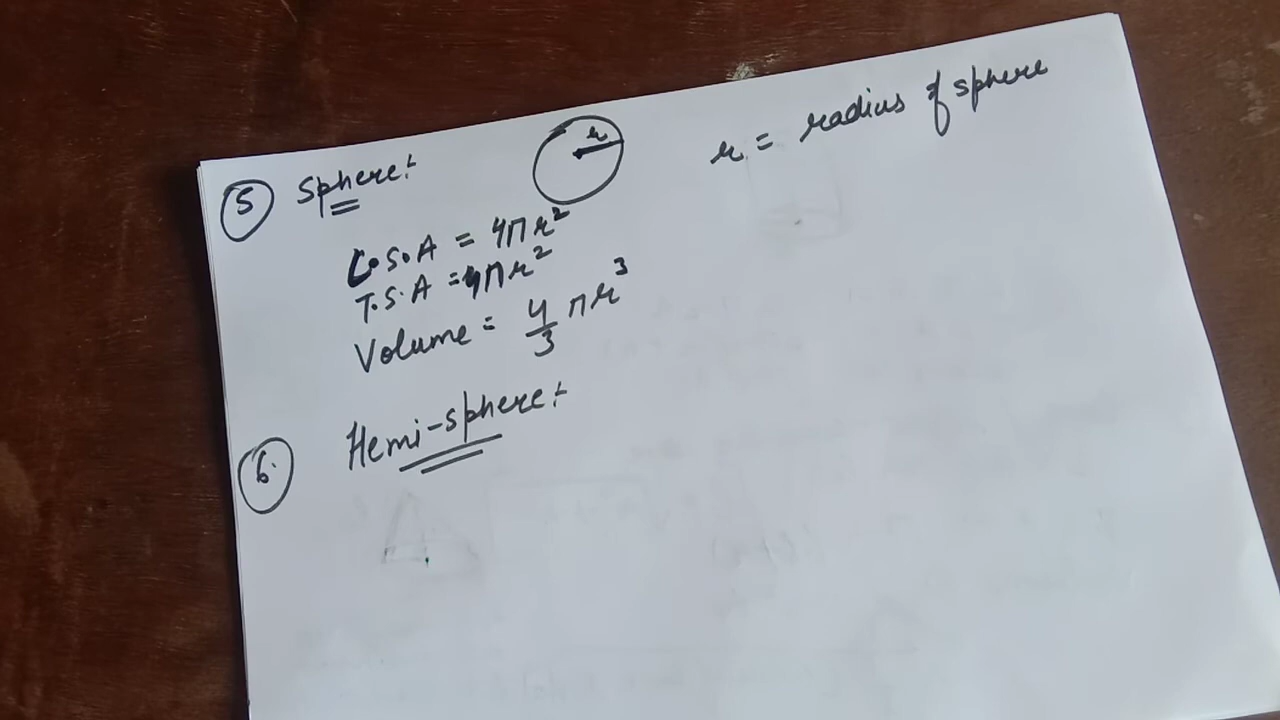 5 Sphere:-
r
r = radius of sphere
C.S.A = 4πr²
T.S.A = 4πr²
Volume = 4/3 πr³
6. Hemi-sphere:-